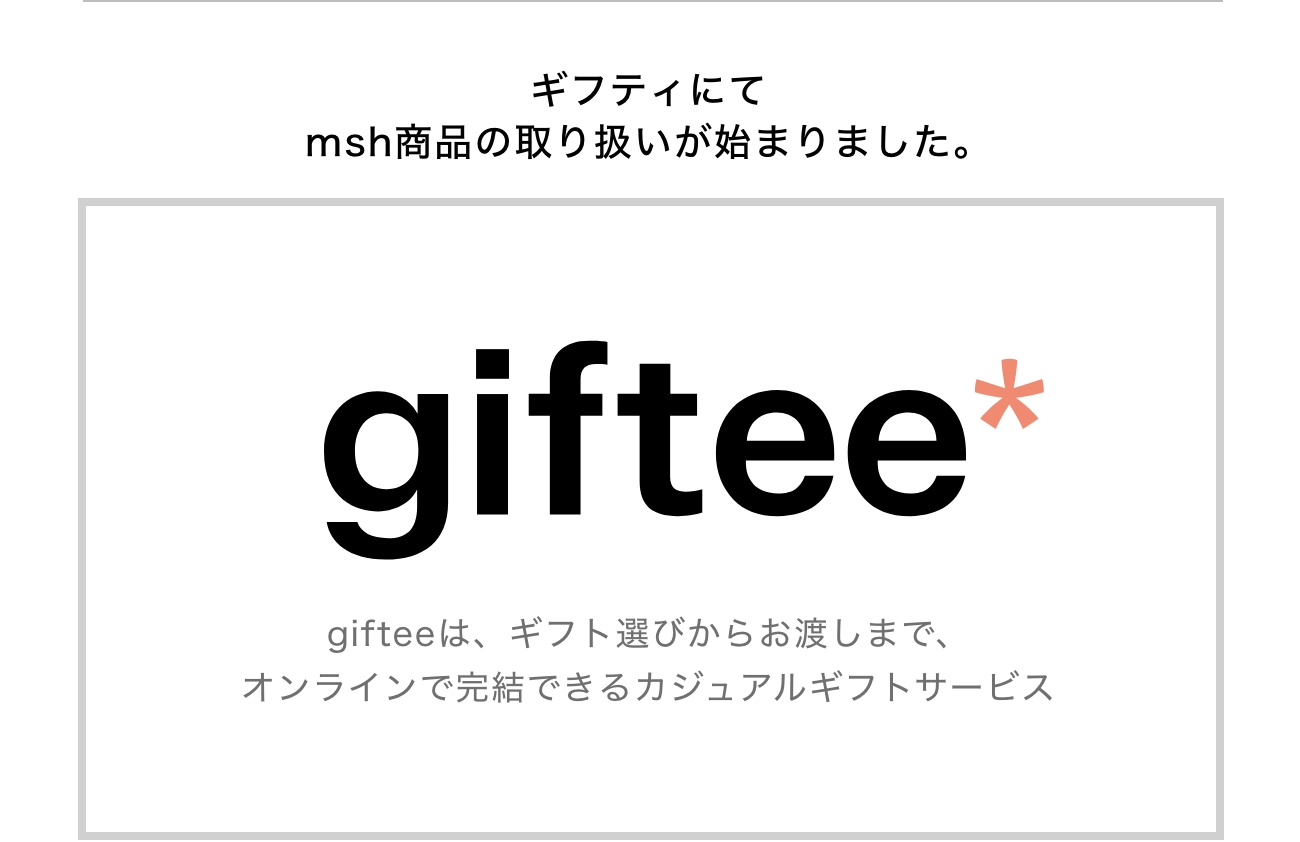 ギフティにて
msh商品の取り扱いが始まりました。
giftee*
gifteeは、ギフト選びからお渡しまで、
オンラインで完結できるカジュアルギフトサービス